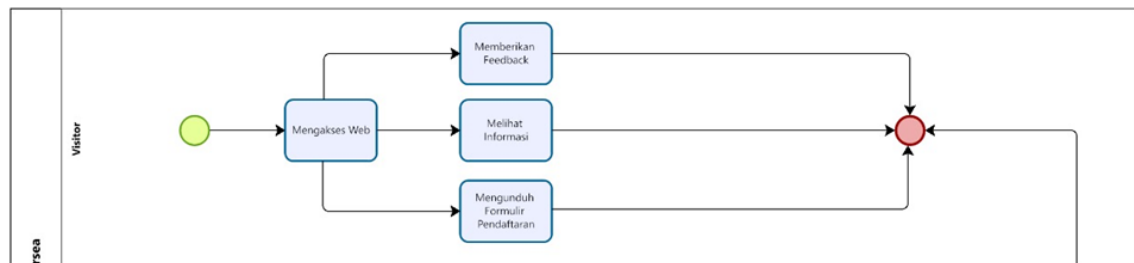 Visitor
rsea
Mengakses Web
Memberikan
Feedback
Melihat
Informasi
Mengunduh
Formulir
Pendaftaran